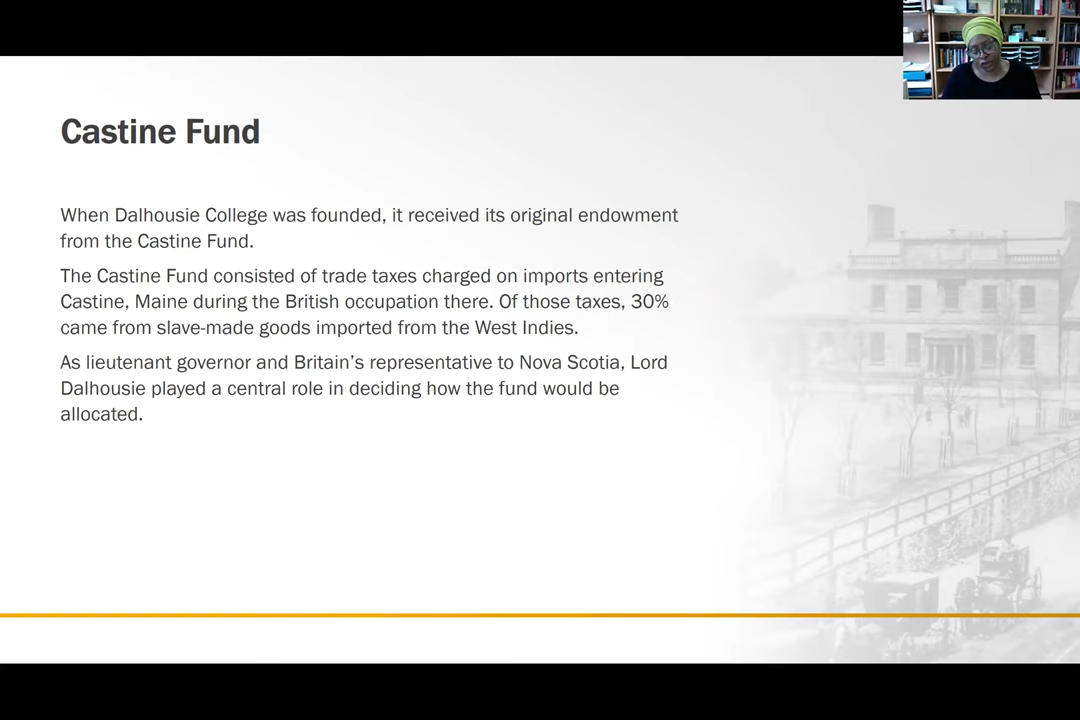 Castine Fund
When Dalhousie College was founded, it received its original endowment
from the Castine Fund.
The Castine Fund consisted of trade taxes charged on imports entering
Castine, Maine during the British occupation there. Of those taxes, 30%
came from slave-made goods imported from the West Indies.
As lieutenant governor and Britain’s representative to Nova Scotia, Lord
Dalhousie played a central role in deciding how the fund would be
allocated.